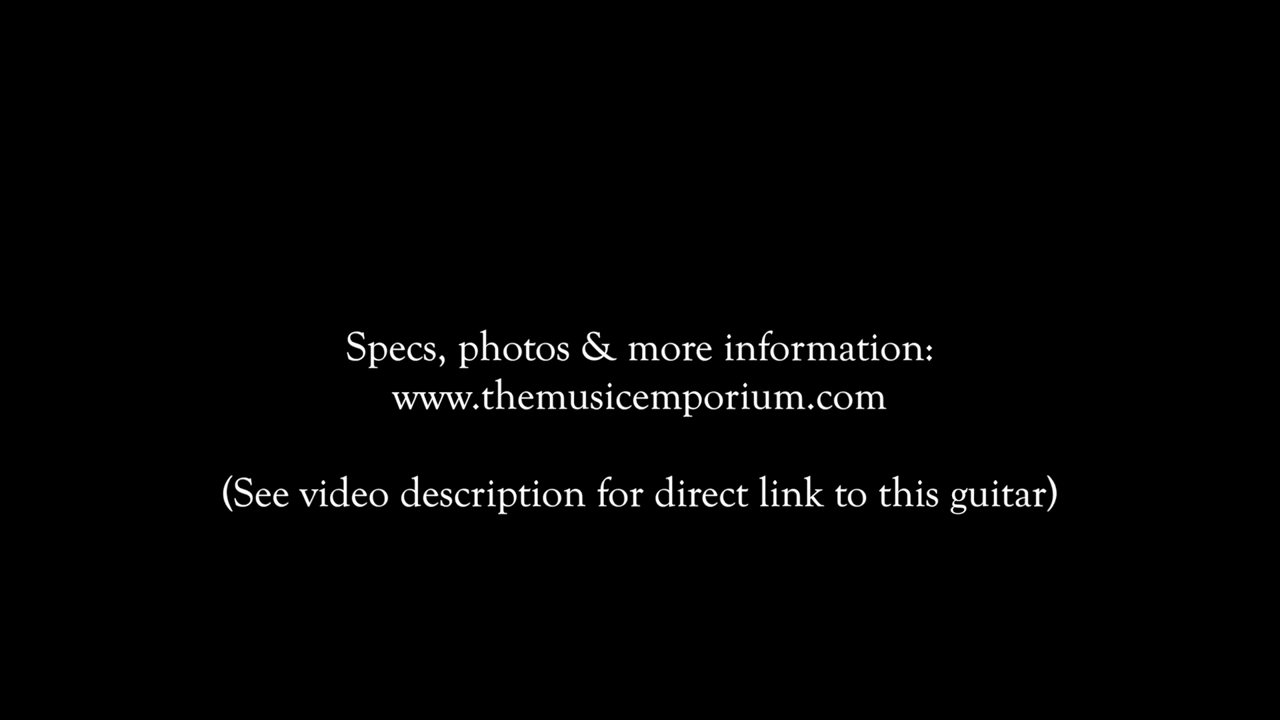 Specs, photos & more information:
www.themusicemporium.com
(See video description for direct link to this guitar)